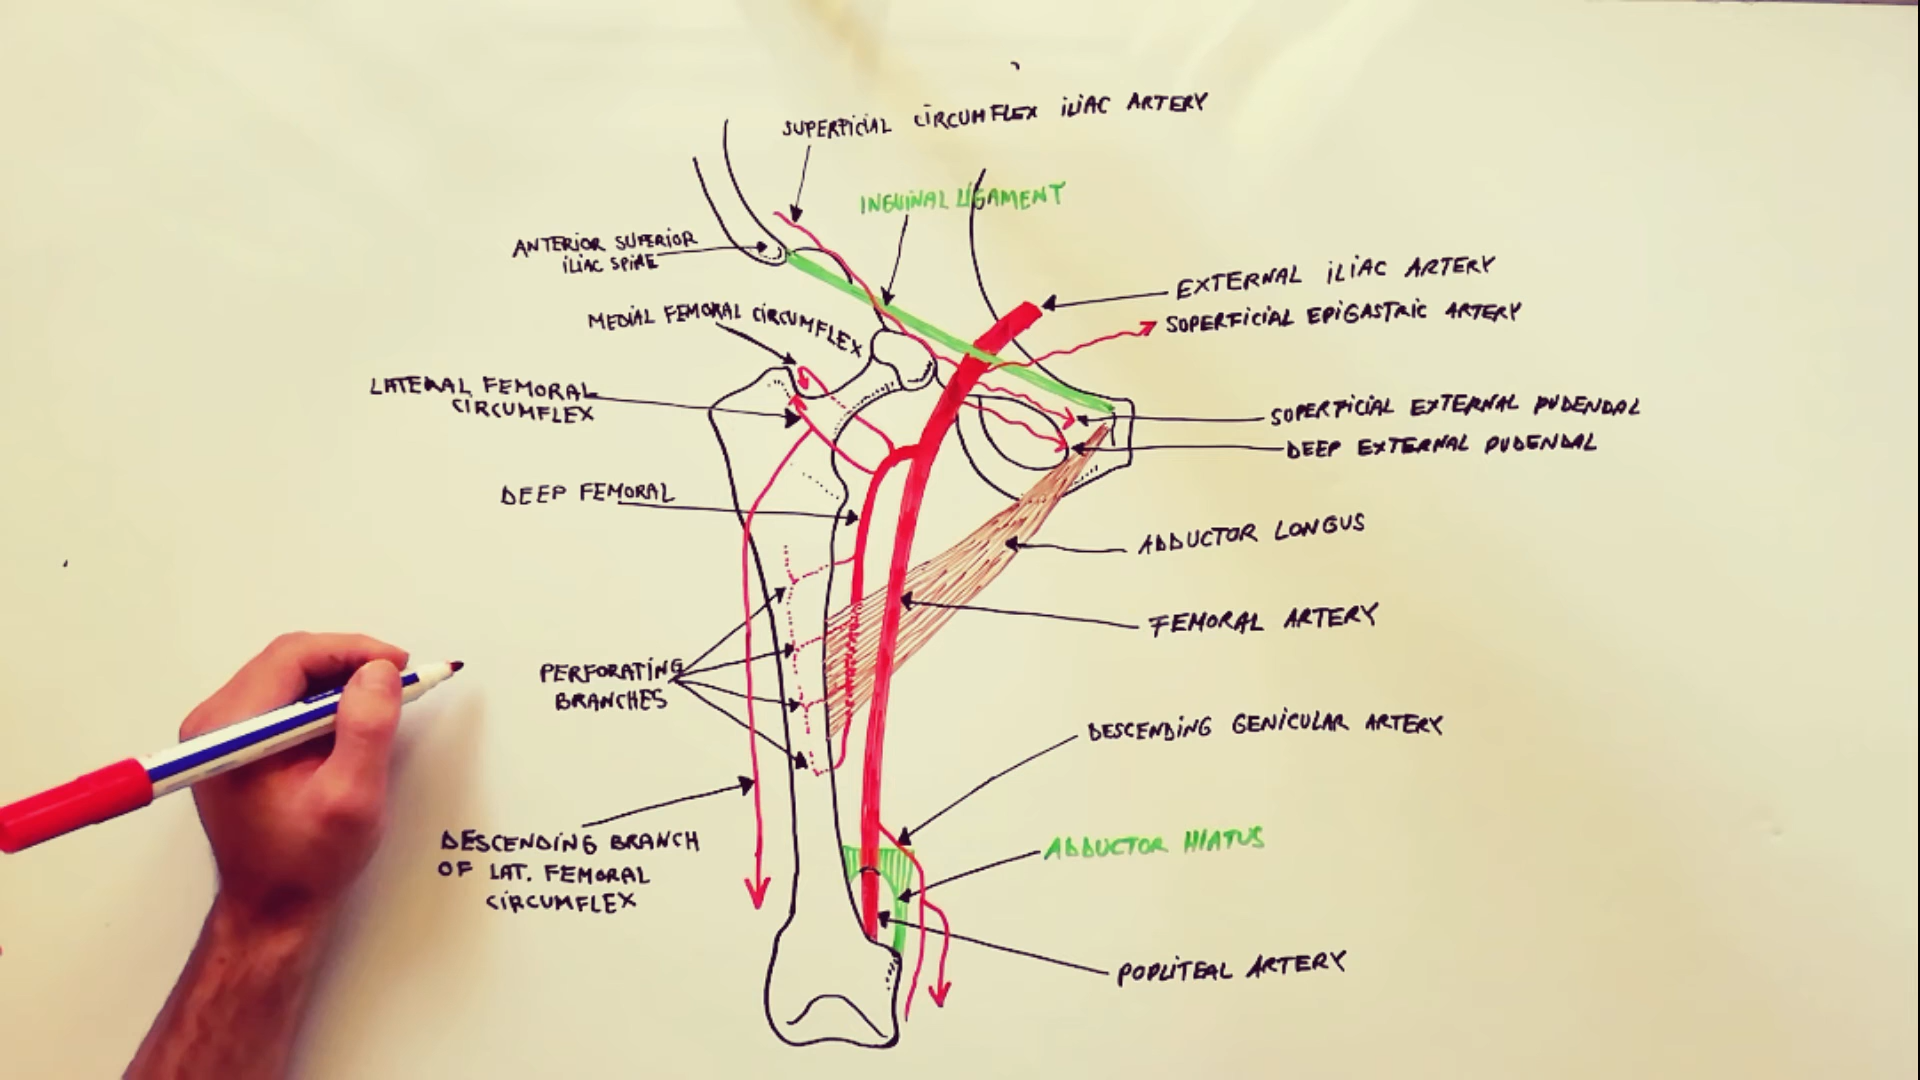 SUPERFICIAL CIRCUMFLEX ILIAC ARTERY
INGUINAL LIGAMENT
ANTERIOR SUPERIOR
ILIAC SPINE
EXTERNAL ILIAC ARTERY
SUPERFICIAL EPIGASTRIC ARTERY
MEDIAL FEMORAL CIRCUMFLEX
LATERAL FEMORAL
CIRCUMFLEX
SUPERFICIAL EXTERNAL PUDENDAL
DEEP EXTERNAL PUDENDAL
DEEP FEMORAL
ADDUCTOR LONGUS
FEMORAL ARTERY
PERFORATING
BRANCHES
DESCENDING GENICULAR ARTERY
DESCENDING BRANCH
OF LAT. FEMORAL
CIRCUMFLEX
ADDUCTOR HIATUS
POPLITEAL ARTERY